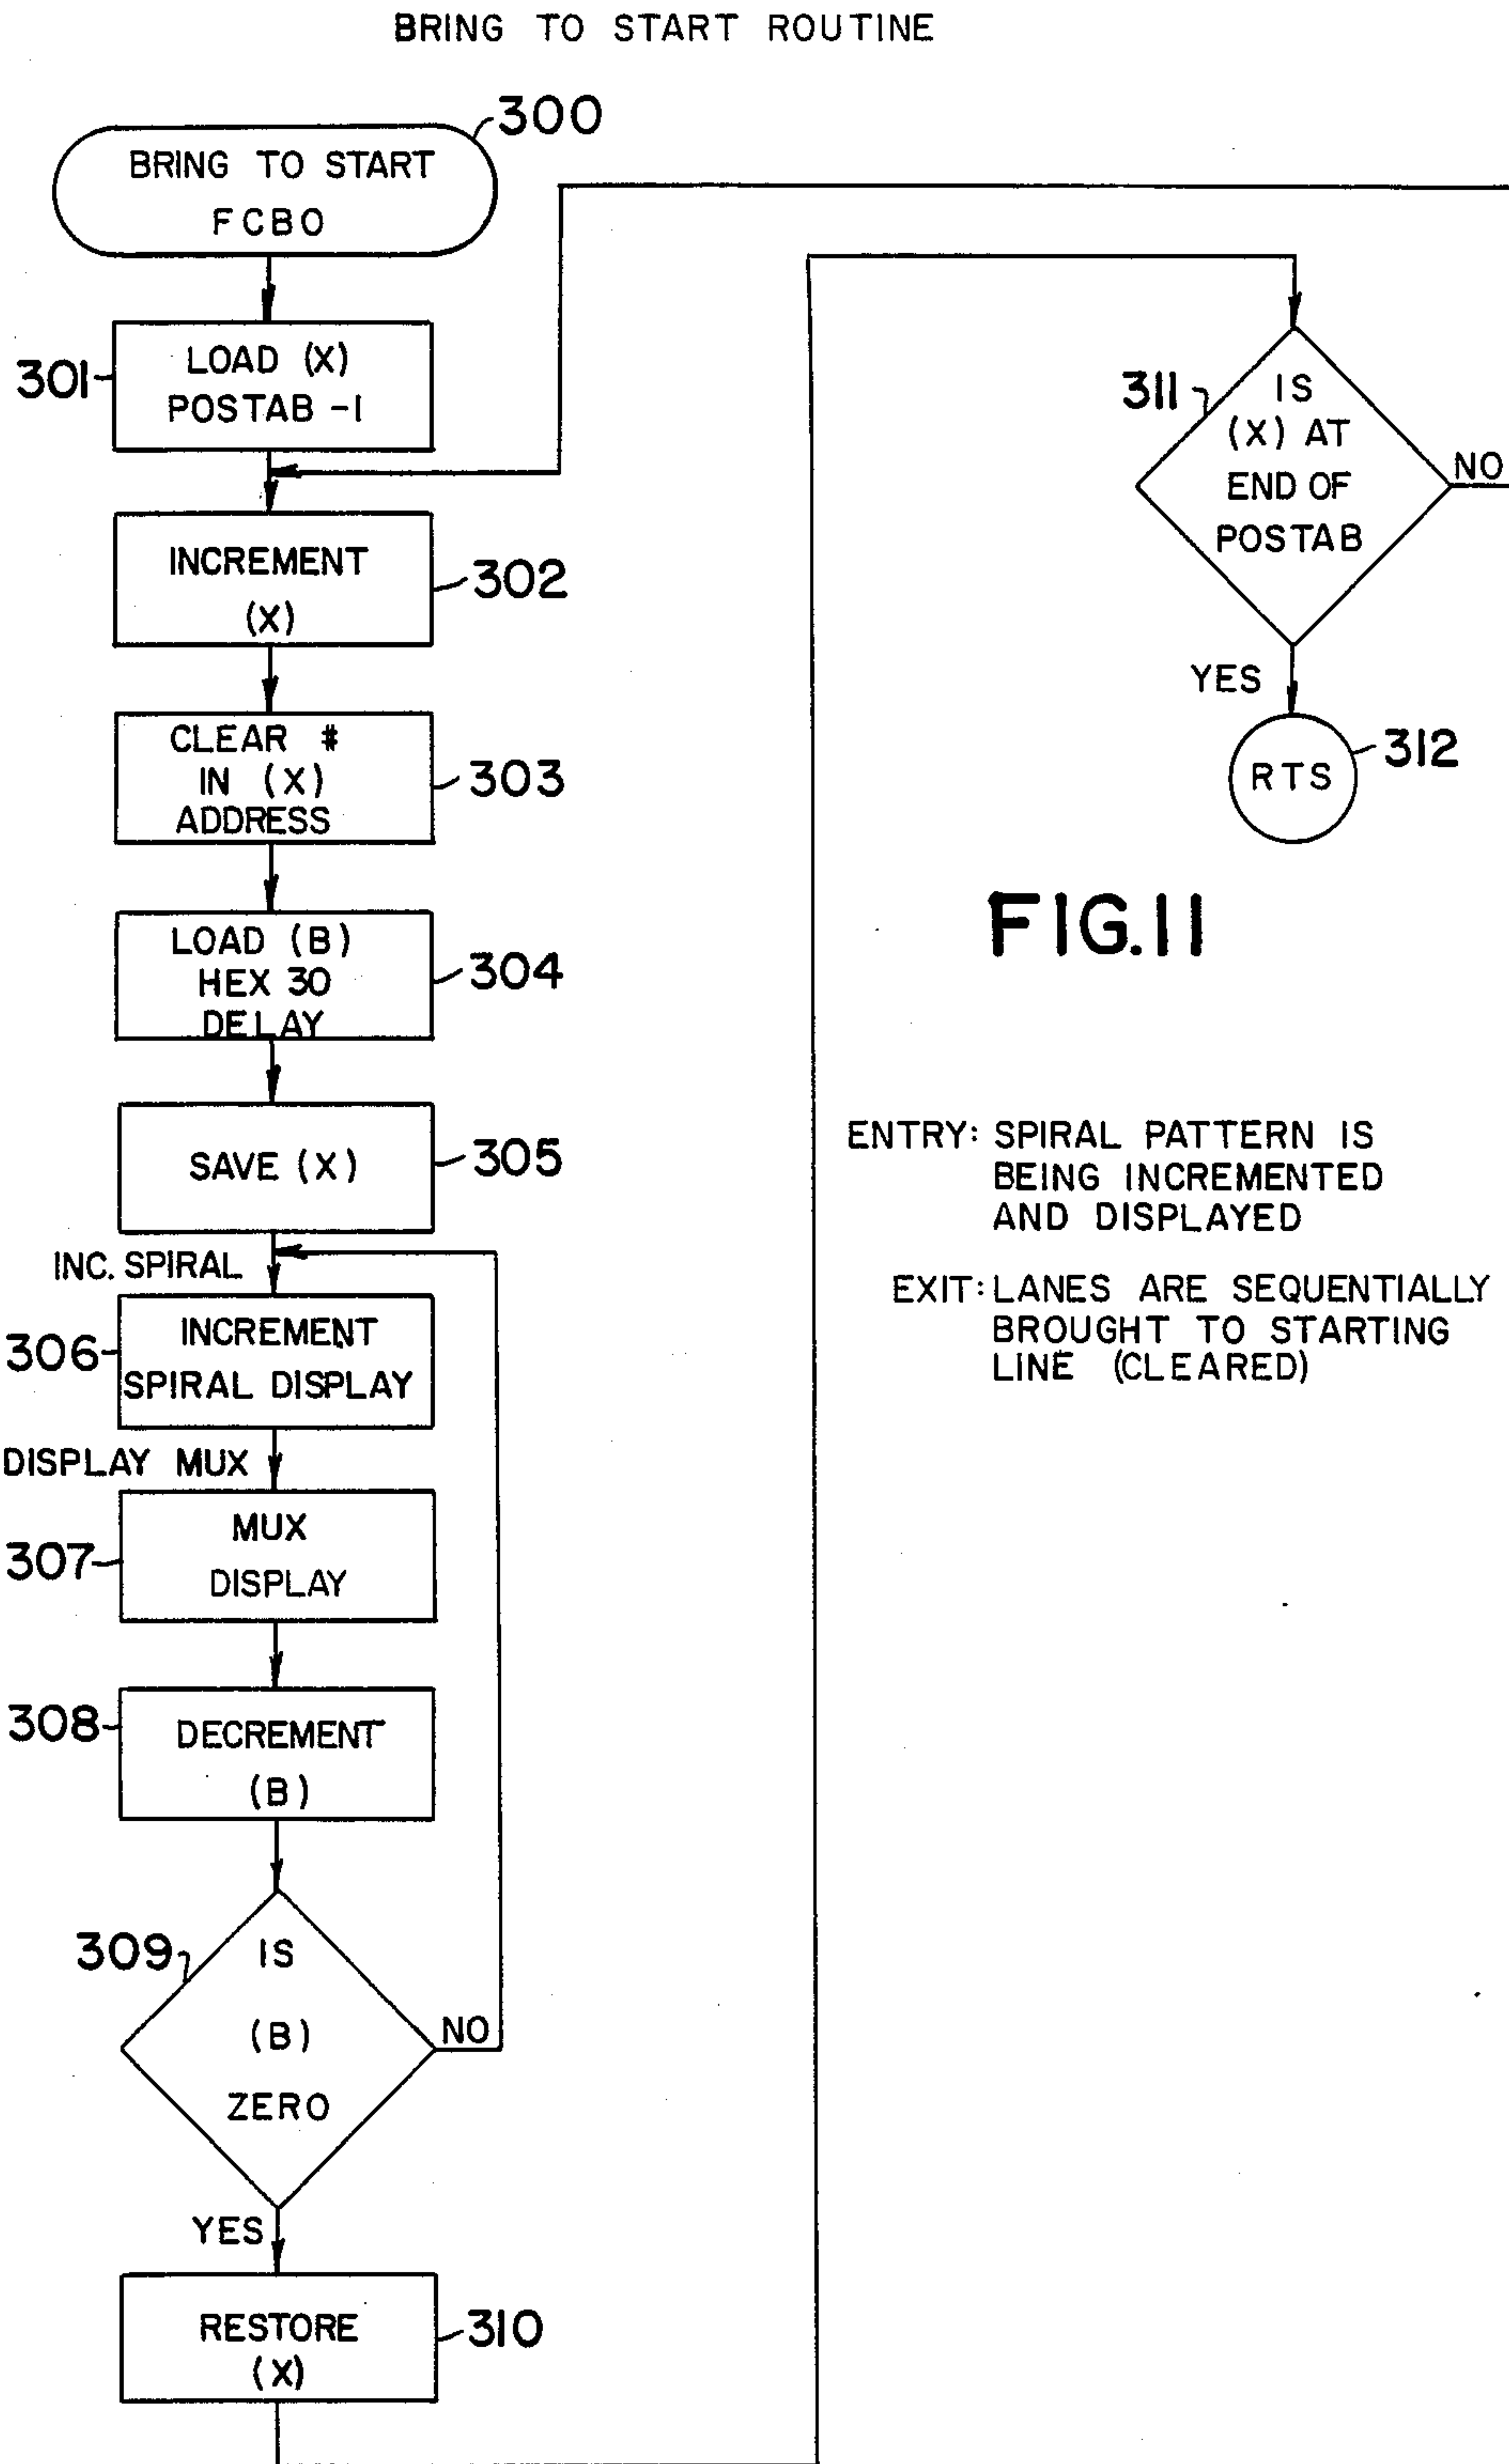 BRING TO START ROUTINE
300
BRING TO START
FCBO
301
LOAD (X)
POSTAB -1
INCREMENT
(X)
302
CLEAR #
IN (X)
ADDRESS
303
LOAD (B)
HEX 30
DELAY
304
SAVE (X)
305
INC. SPIRAL
306
INCREMENT
SPIRAL DISPLAY
DISPLAY MUX
307
MUX
DISPLAY
308
DECREMENT
(B)
309
IS
(B)
ZERO
NO
YES
RESTORE
(X)
310
311
IS
(X) AT
END OF
POSTAB
NO
YES
RTS
312
FIG.11
ENTRY: SPIRAL PATTERN IS
BEING INCREMENTED
AND DISPLAYED
EXIT: LANES ARE SEQUENTIALLY
BROUGHT TO STARTING
LINE (CLEARED)